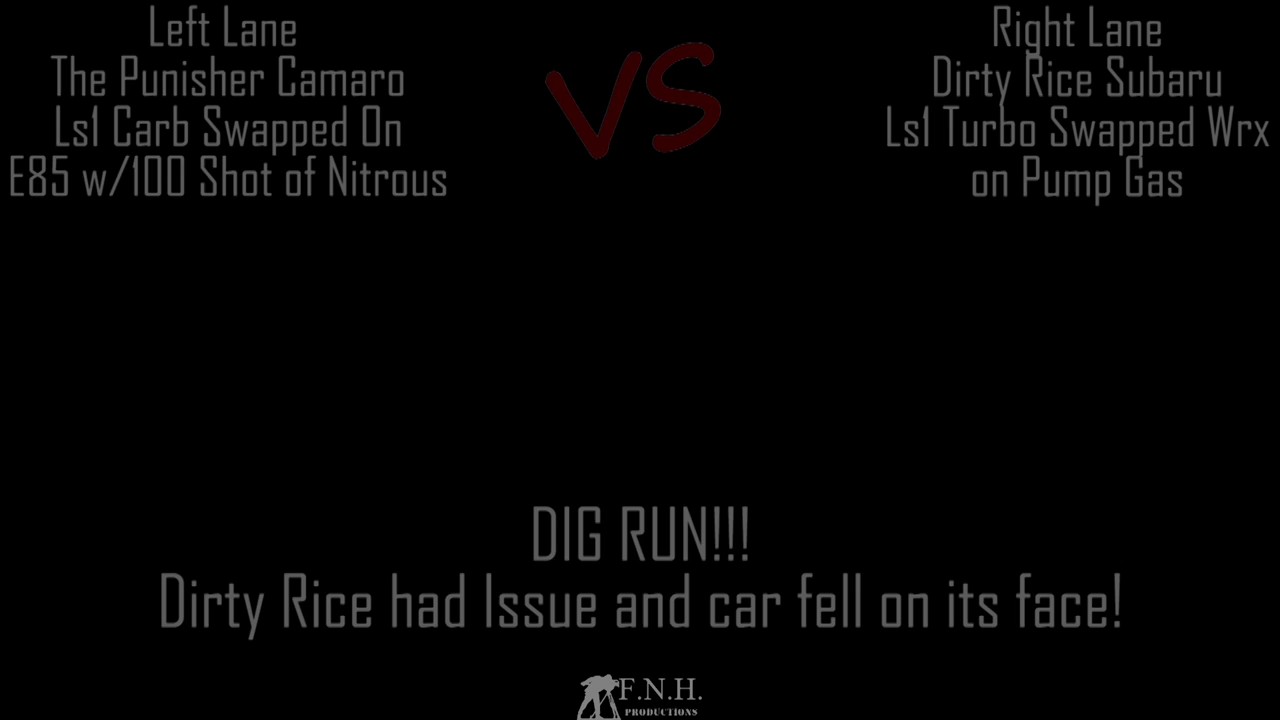 Left Lane
The Punisher Camaro
Ls1 Carb Swapped On
E85 w/100 Shot of Nitrous
VS
Right Lane
Dirty Rice Subaru
Ls1 Turbo Swapped Wrx
on Pump Gas
DIG RUN!!!
Dirty Rice had Issue and car fell on its face!
F.N.H.
PRODUCTIONS